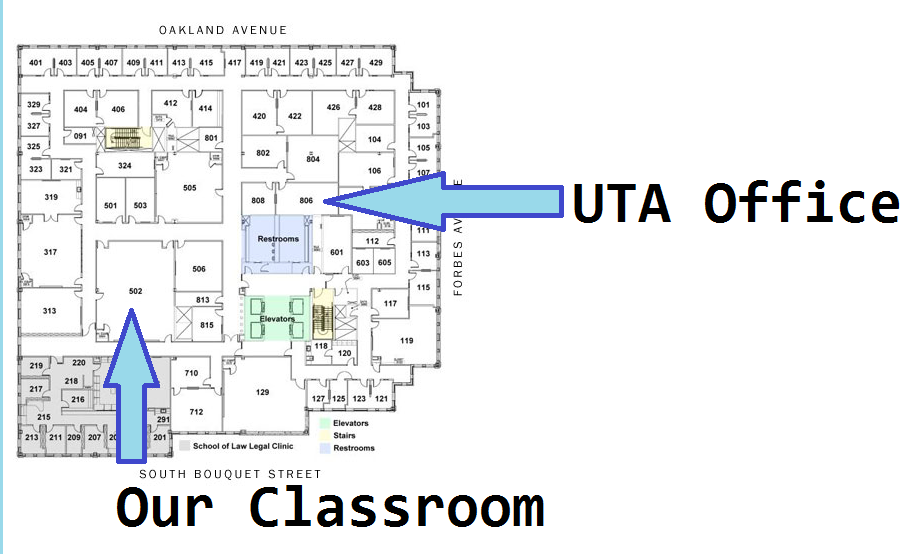 OAKLAND AVENUE
401 403 405 407 409 411 413 415 417 419 421 423 425 427 429
329 404 406 412 414 420 422 426 428 101
327 103
091 801 104
325 105
323 321 324 802 804 106 107
319 501 503 505 808 806
UTA Office
FORBES AV E
Restrooms 111
317 601 112 113
506 603 605
502 115
313 813 117
815 Elevators
118 120 119
219 220 710
217 218 129
216 127 125 123 121
215 712
291
213 211 209 207 201
Elevators
Stairs
School of Law Legal Clinic Restrooms
SOUTH BOUQUET STREET
Our Classroom